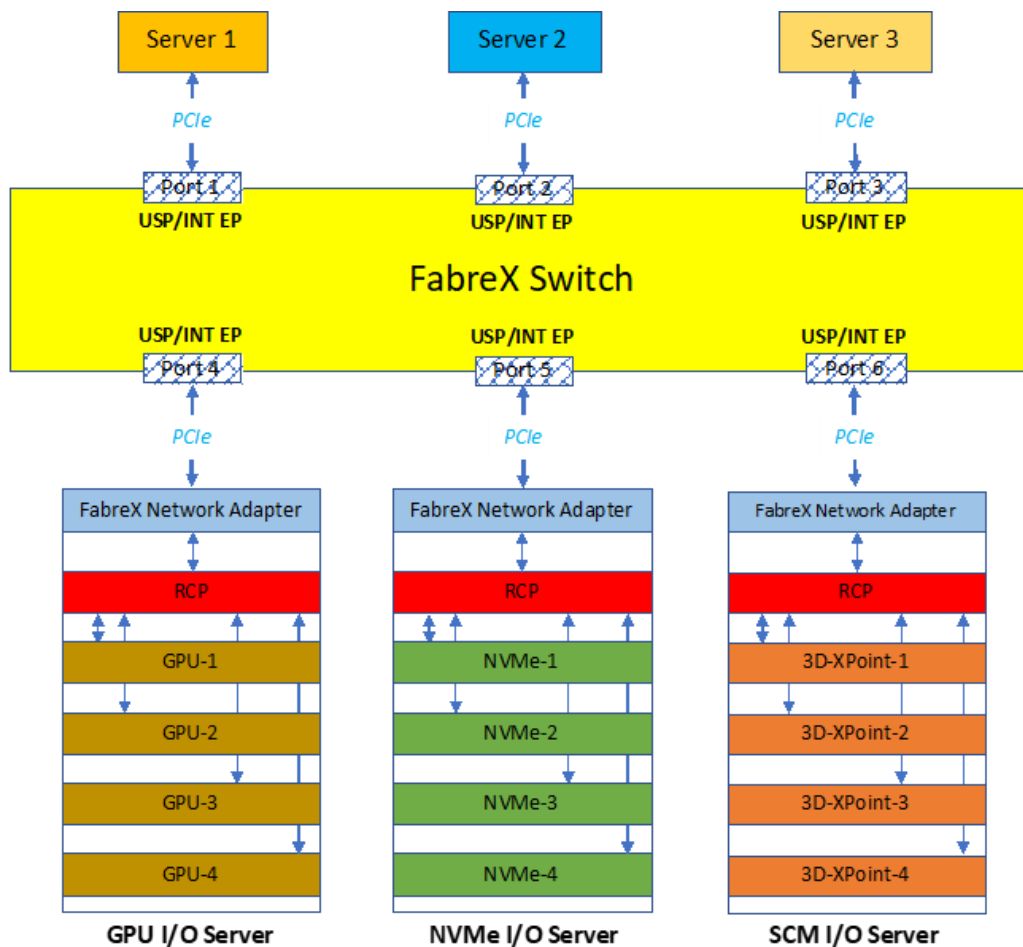 Server 1
Server 2
Server 3
PCIe
PCIe
PCIe
Port 1
Port 2
Port 3
USP/INT EP
USP/INT EP
USP/INT EP
FabreX Switch
USP/INT EP
USP/INT EP
USP/INT EP
Port 4
Port 5
Port 6
PCIe
PCIe
PCIe
FabreX Network Adapter
FabreX Network Adapter
FabreX Network Adapter
RCP
RCP
RCP
GPU-1
NVMe-1
3D-XPoint-1
GPU-2
NVMe-2
3D-XPoint-2
GPU-3
NVMe-3
3D-XPoint-3
GPU-4
NVMe-4
3D-XPoint-4
GPU I/O Server
NVMe I/O Server
SCM I/O Server